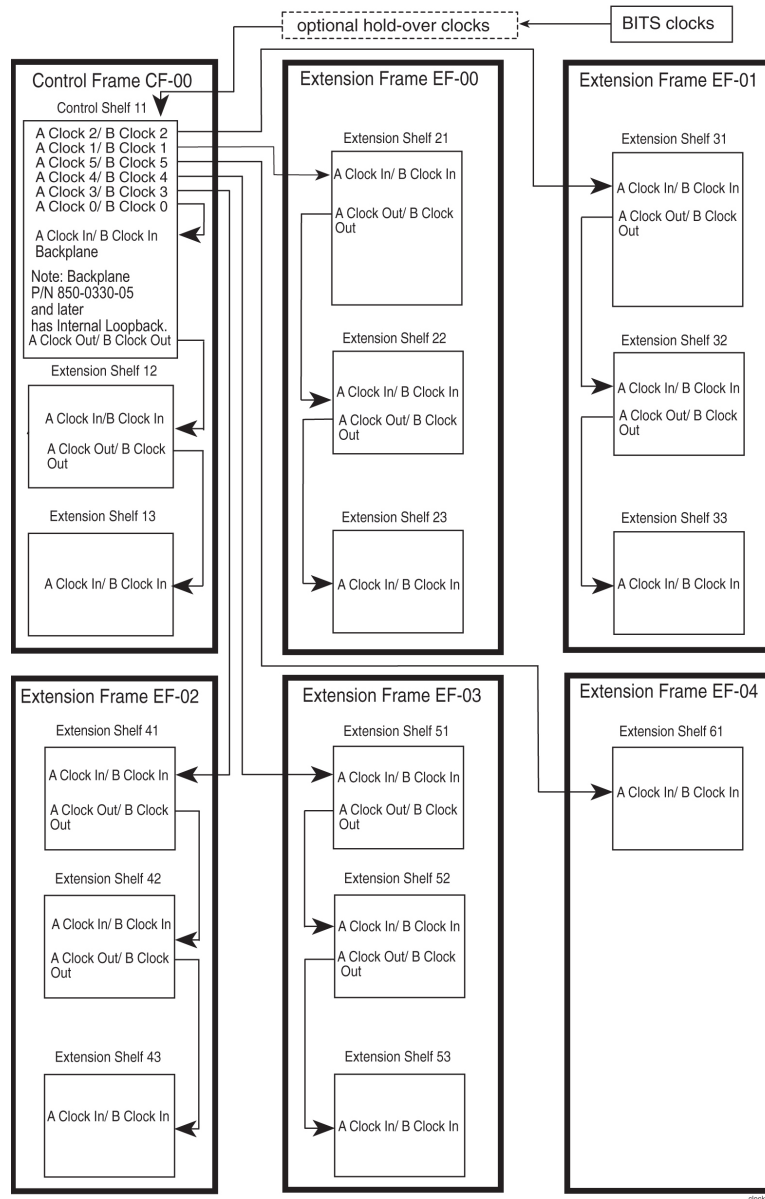 optional hold-over clocks
BITS clocks
Control Frame CF-00
Control Shelf 11
A Clock 2/ B Clock 2
A Clock 1/ B Clock 1
A Clock 5/ B Clock 5
A Clock 4/ B Clock 4
A Clock 3/ B Clock 3
A Clock 0/ B Clock 0
A Clock In/ B Clock In
Backplane
Note: Backplane
P/N 850-0330-05
and later
has Internal Loopback.
A Clock Out/ B Clock Out
Extension Shelf 12
A Clock In/B Clock In
A Clock Out/ B Clock
Out
Extension Shelf 13
A Clock In/ B Clock In
Extension Frame EF-00
Extension Shelf 21
A Clock In/ B Clock In
A Clock Out/ B Clock
Out
Extension Shelf 22
A Clock In/ B Clock In
A Clock Out/ B Clock
Out
Extension Shelf 23
A Clock In/ B Clock In
Extension Frame EF-01
Extension Shelf 31
A Clock In/ B Clock In
A Clock Out/ B Clock
Out
Extension Shelf 32
A Clock In/ B Clock In
A Clock Out/ B Clock
Out
Extension Shelf 33
A Clock In/ B Clock In
Extension Frame EF-02
Extension Shelf 41
A Clock In/ B Clock In
A Clock Out/ B Clock
Out
Extension Shelf 42
A Clock In/ B Clock In
A Clock Out/ B Clock
Out
Extension Shelf 43
A Clock In/ B Clock In
Extension Frame EF-03
Extension Shelf 51
A Clock In/ B Clock In
A Clock Out/ B Clock
Out
Extension Shelf 52
A Clock In/ B Clock In
A Clock Out/ B Clock
Out
Extension Shelf 53
A Clock In/ B Clock In
Extension Frame EF-04
Extension Shelf 61
A Clock In/ B Clock In